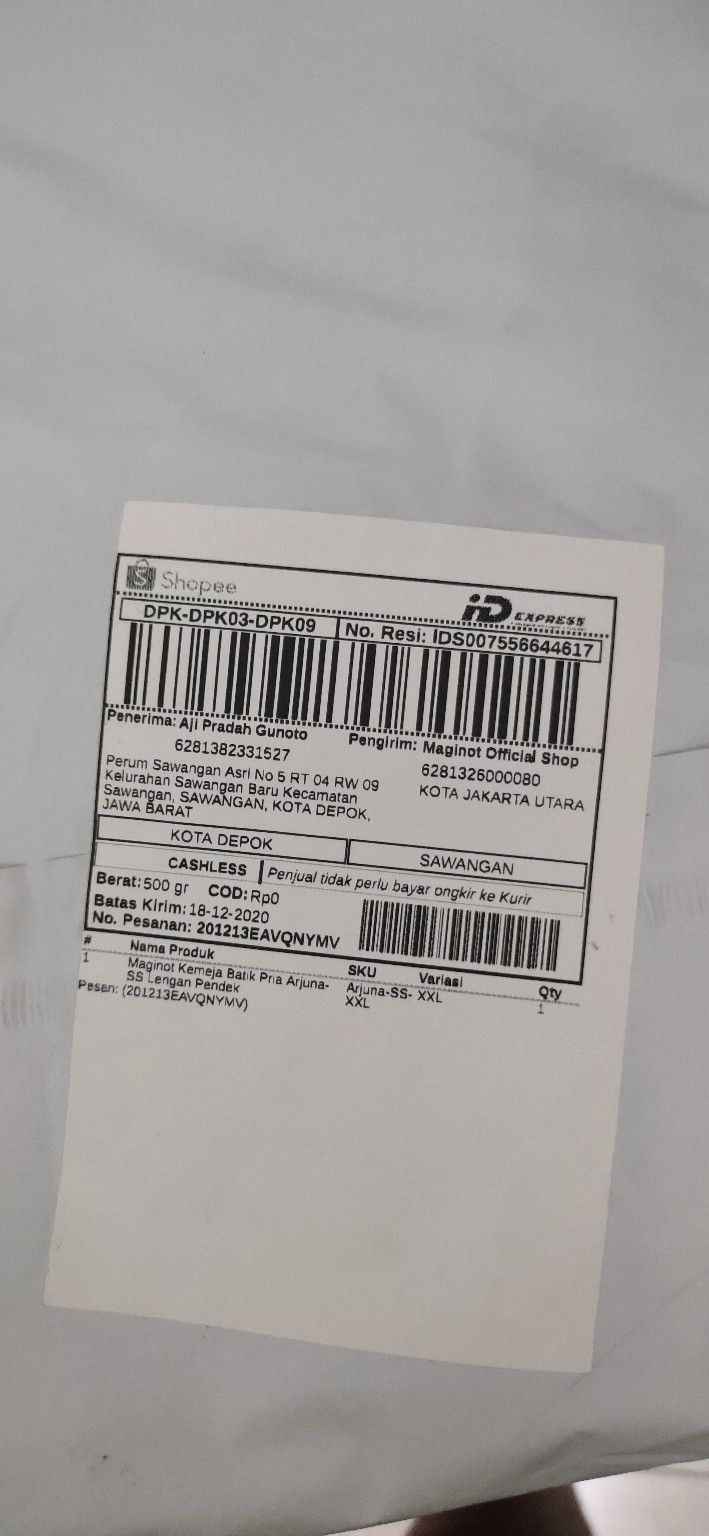 Shopee
iD EXPRESS
DPK-DPK03-DPK09
No. Resi: IDS007556644617
Penerima: Aji Pradah Gunoto
6281382331527
Perum Sawangan Asri No 5 RT 04 RW 09
Kelurahan Sawangan Baru Kecamatan
Sawangan, SAWANGAN, KOTA DEPOK,
JAWA BARAT
Pengirim: Maginot Official Shop
6281326000080
KOTA JAKARTA UTARA
KOTA DEPOK
SAWANGAN
CASHLESS
Penjual tidak perlu bayar ongkir ke Kurir
Berat: 500 gr COD: Rp0
Batas Kirim: 18-12-2020
No. Pesanan: 201213EAVQNYMV
# Nama Produk SKU Variasi Qty
1 Maginot Kemeja Batik Pria Arjuna- Arjuna-SS- XXL 1
SS Lengan Pendek XXL
Pesan: (201213EAVQNYMV)